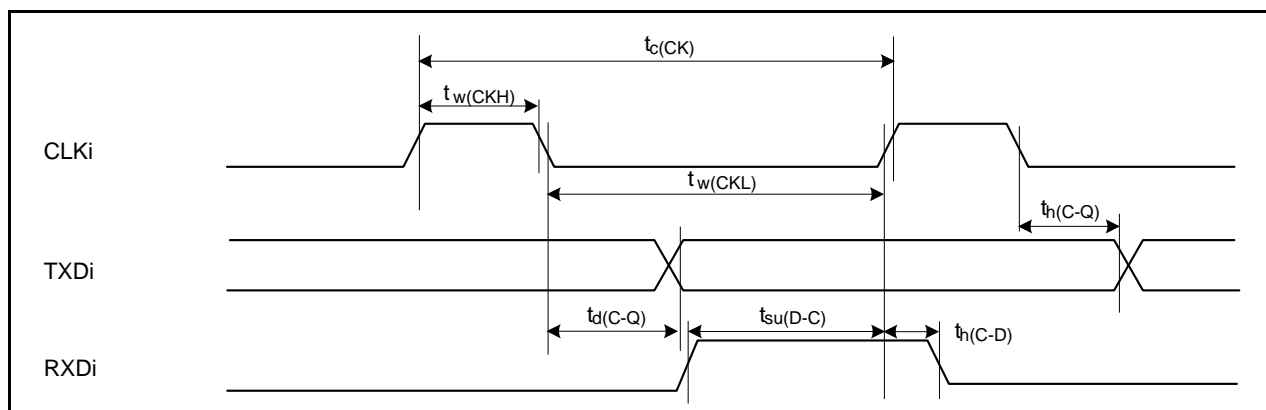 tc(CK)
tw(CKH)
CLKi
tw(CKL)
th(C-Q)
TXDi
td(C-Q)
tsu(D-C)
th(C-D)
RXDi